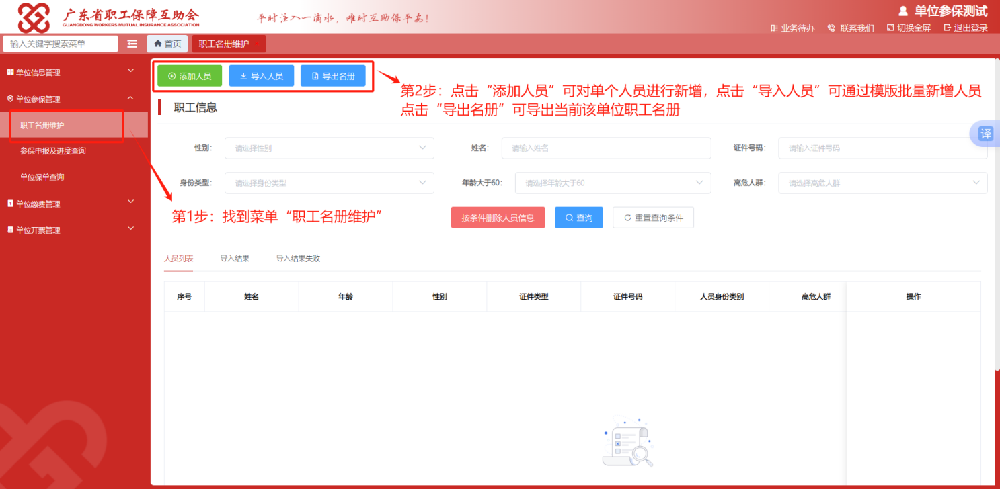 广东省职工保障互助会
GUANGDONG WORKERS MUTUAL INSURANCE ASSOCIATION
平时注入一滴水，难时互助保平安！
单位参保测试
业务待办 联系我们 切换全屏 退出登录
输入关键字搜索菜单 首页 职工名册维护
单位信息管理
单位参保管理
职工名册维护
参保申报及进度查询
单位保单查询
单位缴费管理
单位开票管理
添加人员 导入人员 导出名册
第2步：点击“添加人员”可对单个人员进行新增，点击“导入人员”可通过模版批量新增人员
点击“导出名册”可导出当前该单位职工名册
职工信息
译
性别： 请选择性别 姓名： 请输入姓名 证件号码： 请输入证件号码
身份类型： 请选择身份类型 年龄大于60： 请选择年龄大于60 高危人群： 请选择高危人群
第1步：找到菜单“职工名册维护”
按条件删除人员信息 查询 重置查询条件
人员列表 导入结果 导入结果失败
序号 姓名 年龄 性别 证件类型 证件号码 人员身份类别 高危人群 操作